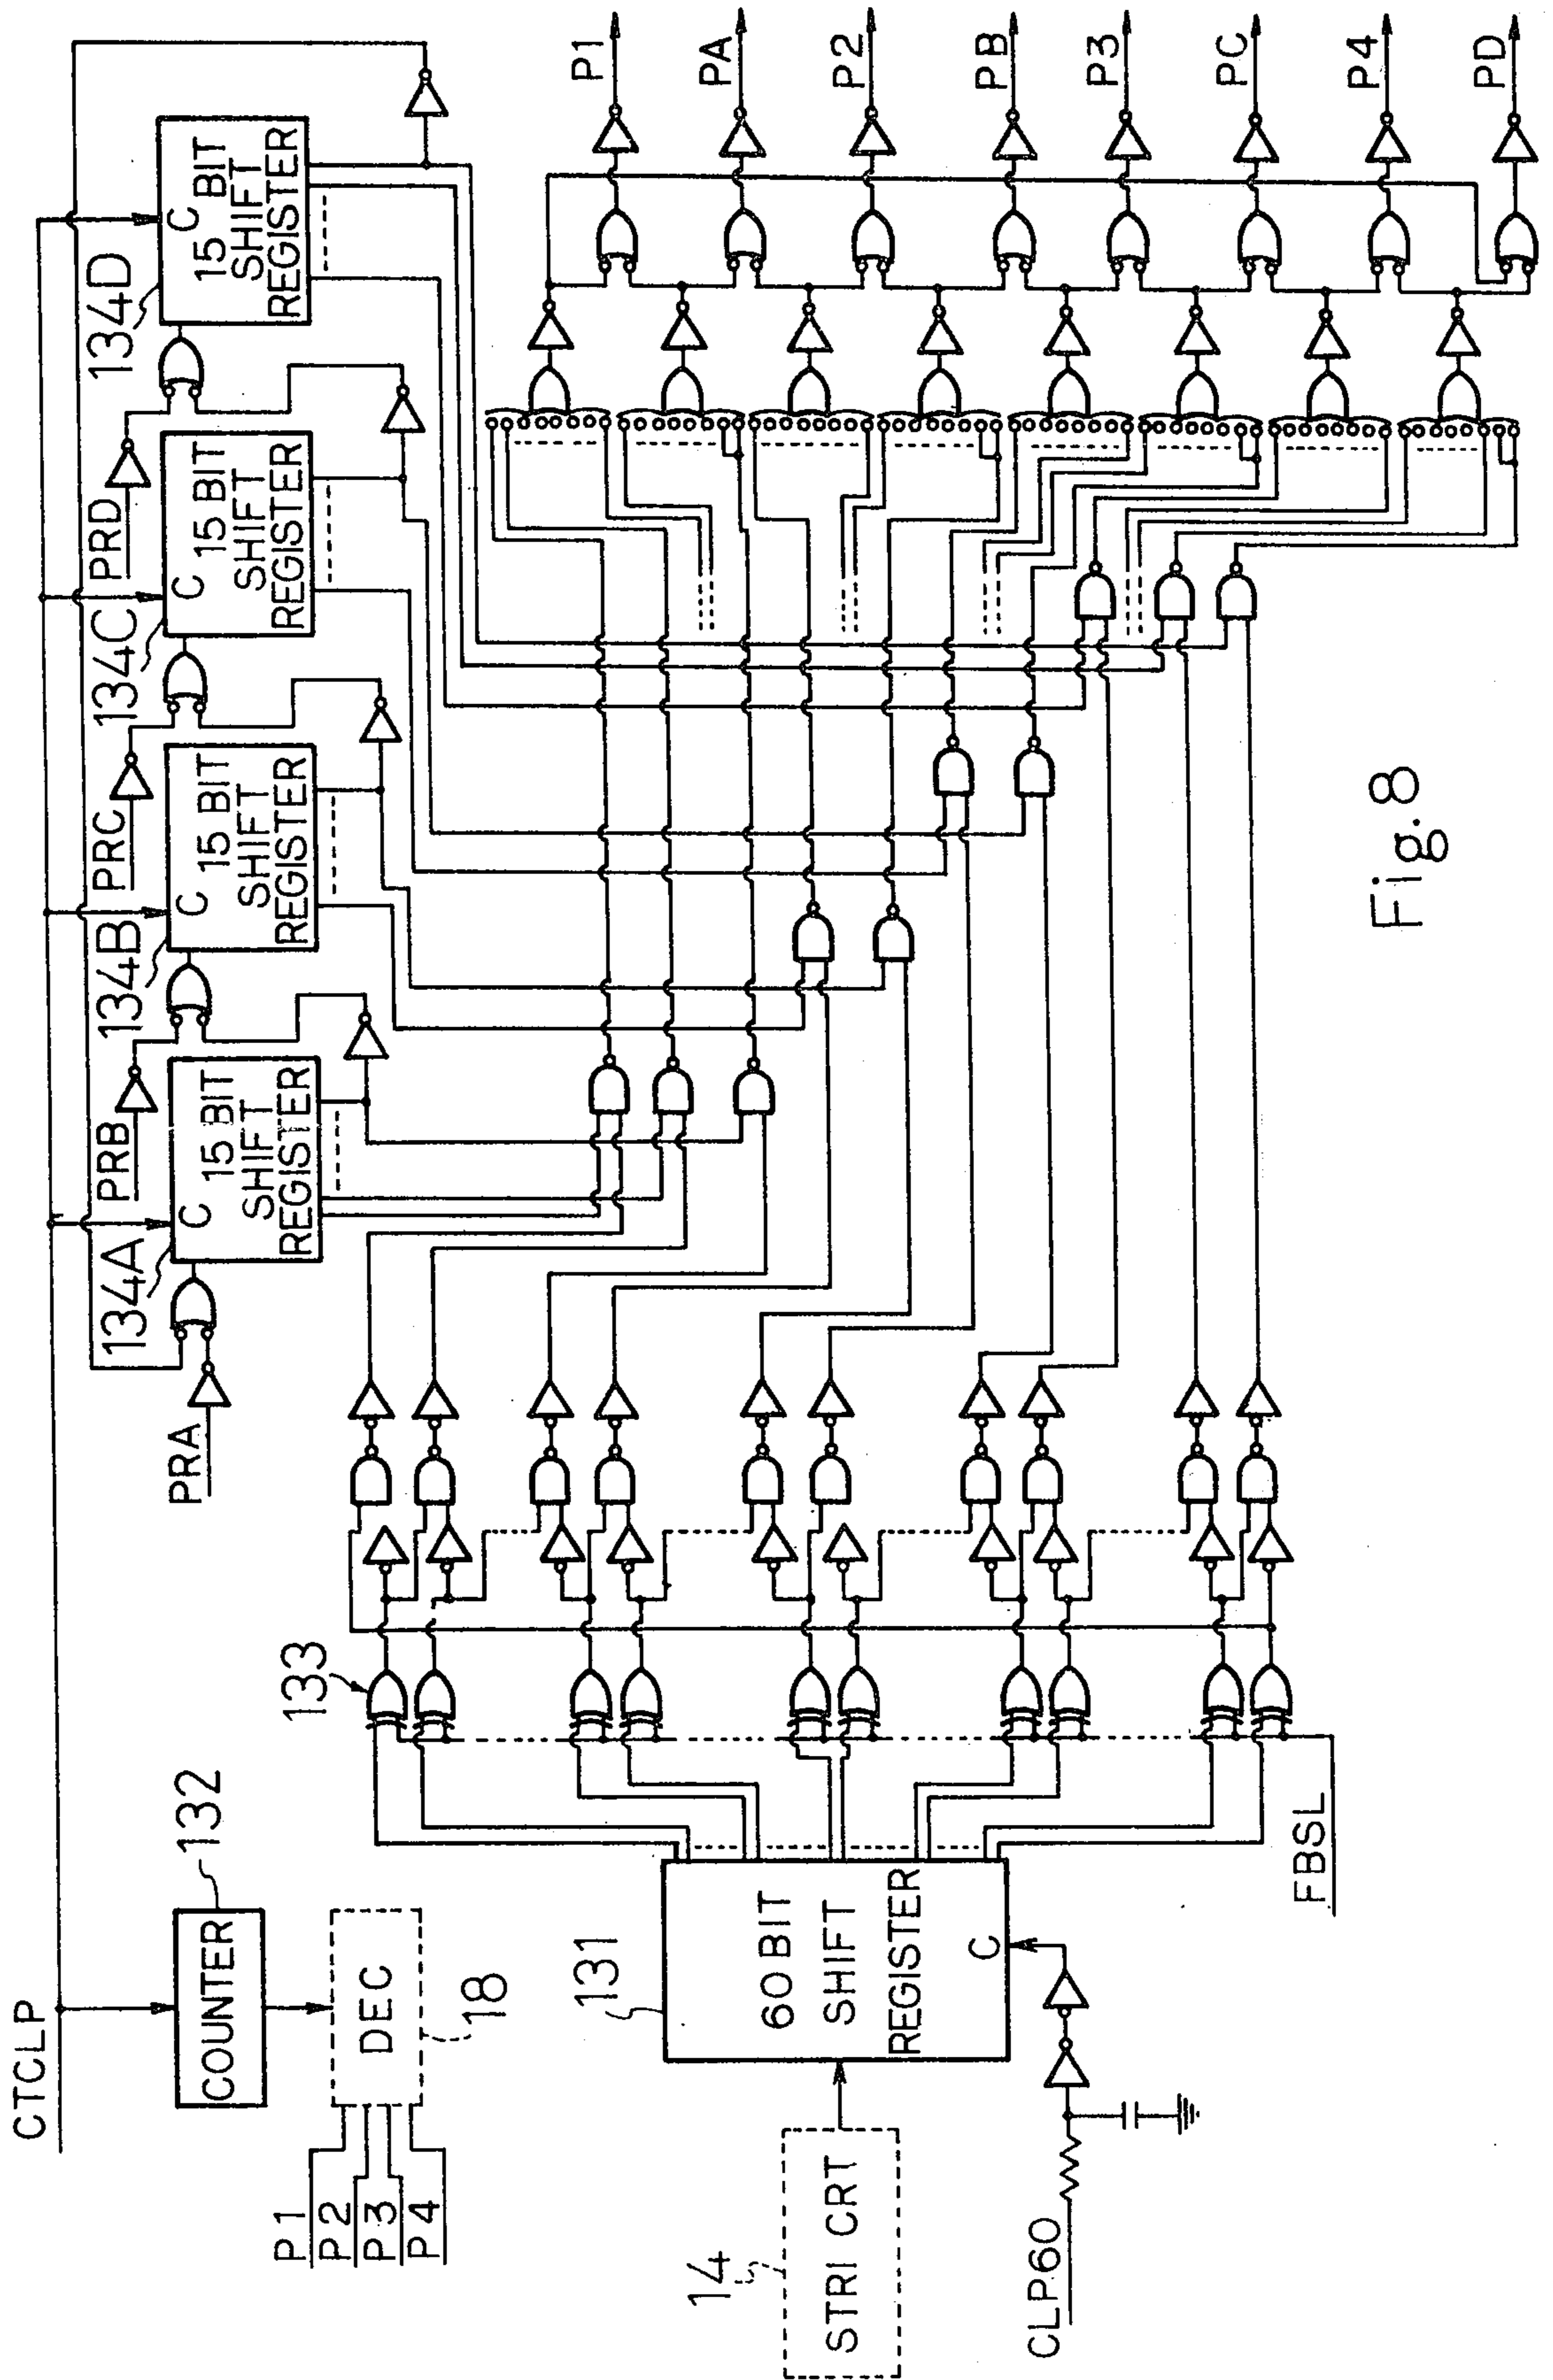 CTCLP
COUNTER
132
DEC
18
P1
P2
P3
P4
14
STRI CRT
131
60 BIT
SHIFT
REGISTER
C
CLP60
FBSL
133
PRA
134A
C
15 BIT
SHIFT
REGISTER
PRB
134B
C
15 BIT
SHIFT
REGISTER
PRC
134C
C
15 BIT
SHIFT
REGISTER
PRD
134D
C
15 BIT
SHIFT
REGISTER
P1
PA
P2
PB
P3
PC
P4
PD
Fig.8